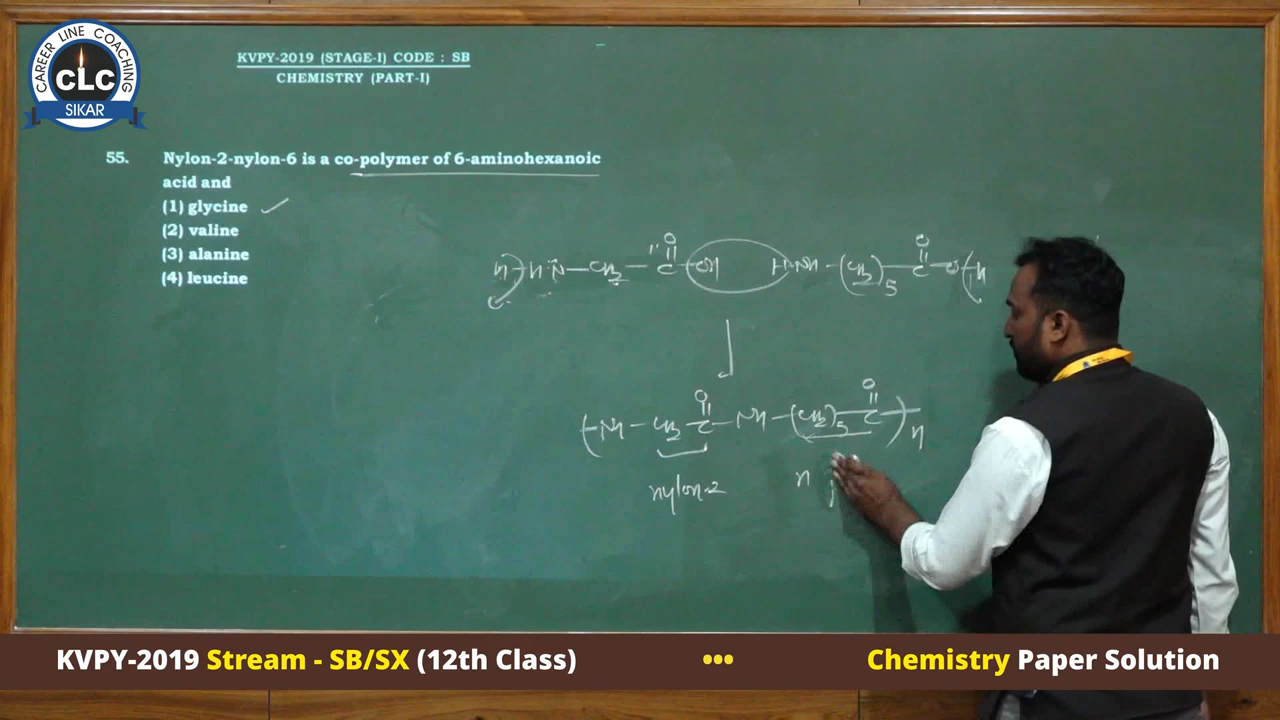 CAREER LINE COACHING
CLC
SIKAR
KVPY-2019 (STAGE-I) CODE : SB
CHEMISTRY (PART-I)
55. Nylon-2-nylon-6 is a co-polymer of 6-aminohexanoic
acid and
(1) glycine
(2) valine
(3) alanine
(4) leucine
nylon-2
KVPY-2019 Stream - SB/SX (12th Class) ••• Chemistry Paper Solution